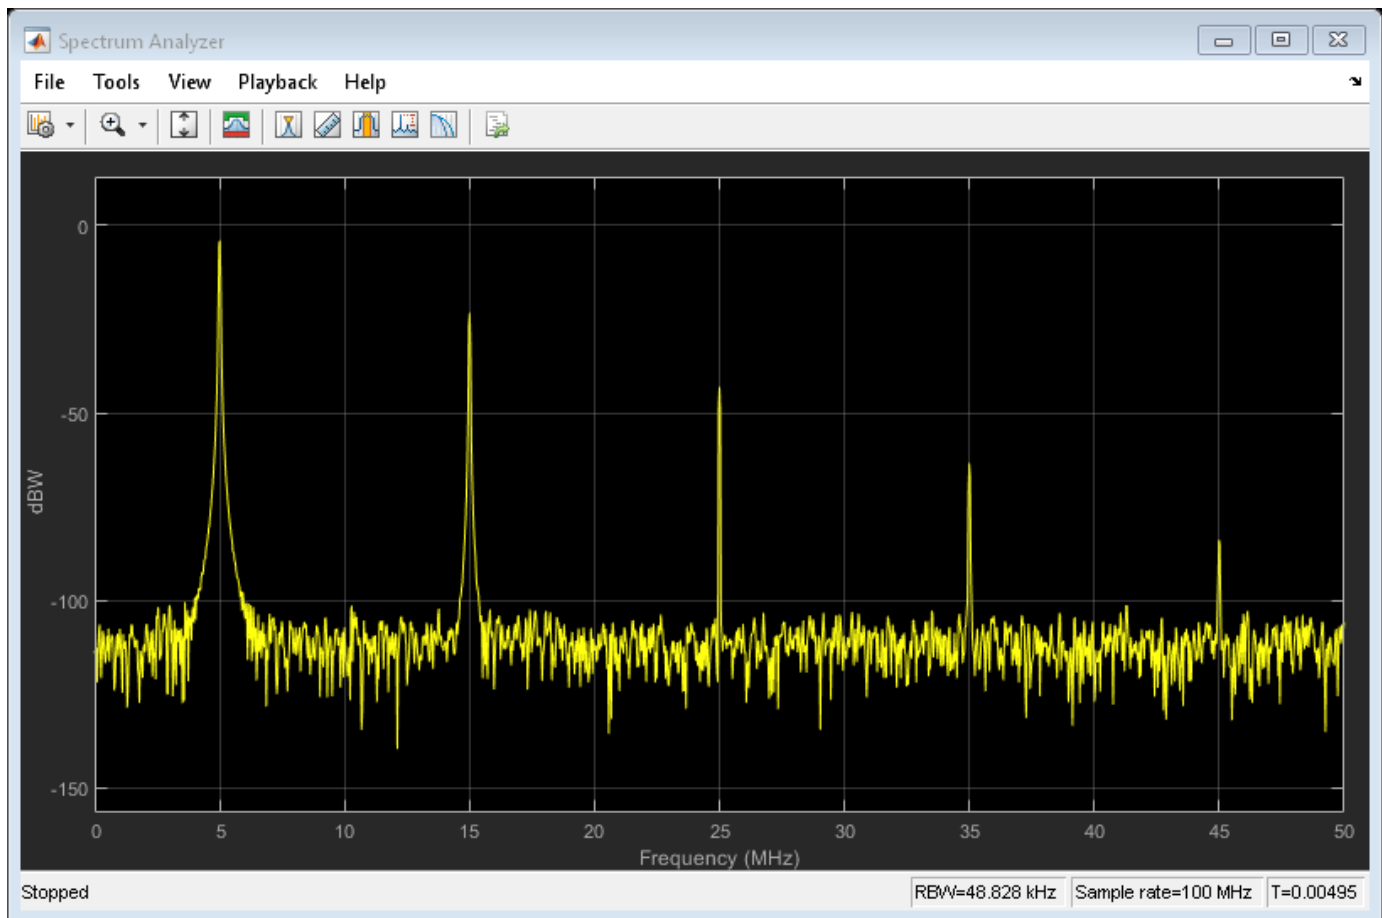 Spectrum Analyzer
File Tools View Playback Help
0
-50
-100
-150
dBW
0 5 10 15 20 25 30 35 40 45 50
Frequency (MHz)
Stopped RBW=48.828 kHz Sample rate=100 MHz T=0.00495